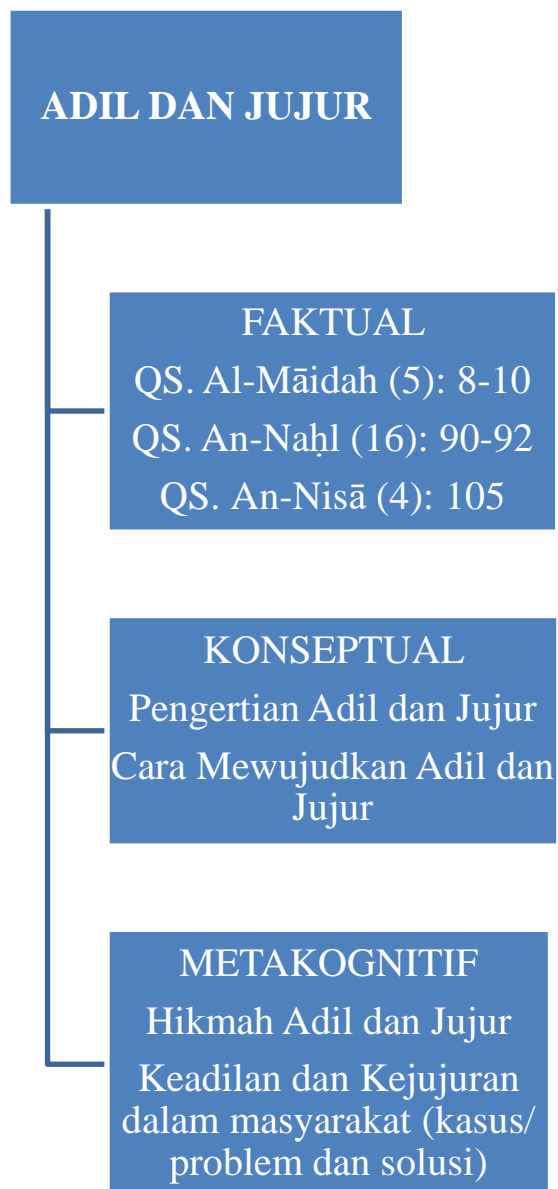 ADIL DAN JUJUR
FAKTUAL
QS. Al-Māidah (5): 8-10
QS. An-Naḥl (16): 90-92
QS. An-Nisā (4): 105
KONSEPTUAL
Pengertian Adil dan Jujur
Cara Mewujudkan Adil dan
Jujur
METAKOGNITIF
Hikmah Adil dan Jujur
Keadilan dan Kejujuran
dalam masyarakat (kasus/
problem dan solusi)